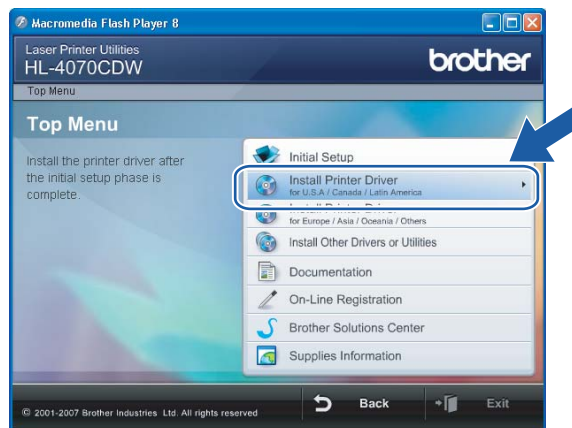 Macromedia Flash Player 8
Laser Printer Utilities
HL-4070CDW
brother
Top Menu
Top Menu
Install the printer driver after
the initial setup phase is
complete.
Initial Setup
Install Printer Driver
for U.S.A / Canada / Latin America
Install Printer Driver
for Europe / Asia / Oceania / Others
Install Other Drivers or Utilities
Documentation
On-Line Registration
Brother Solutions Center
Supplies Information
© 2001-2007 Brother Industries Ltd. All rights reserved
Back
Exit